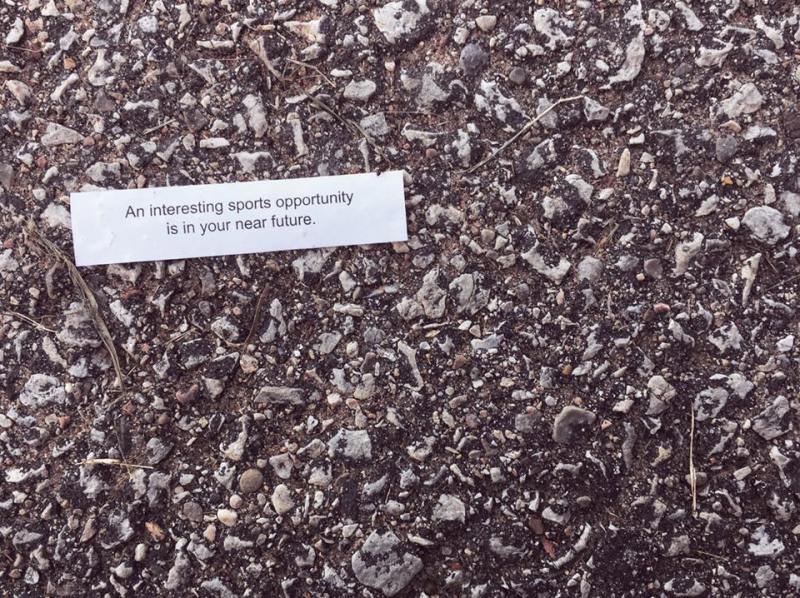 An interesting sports opportunity
is in your near future.